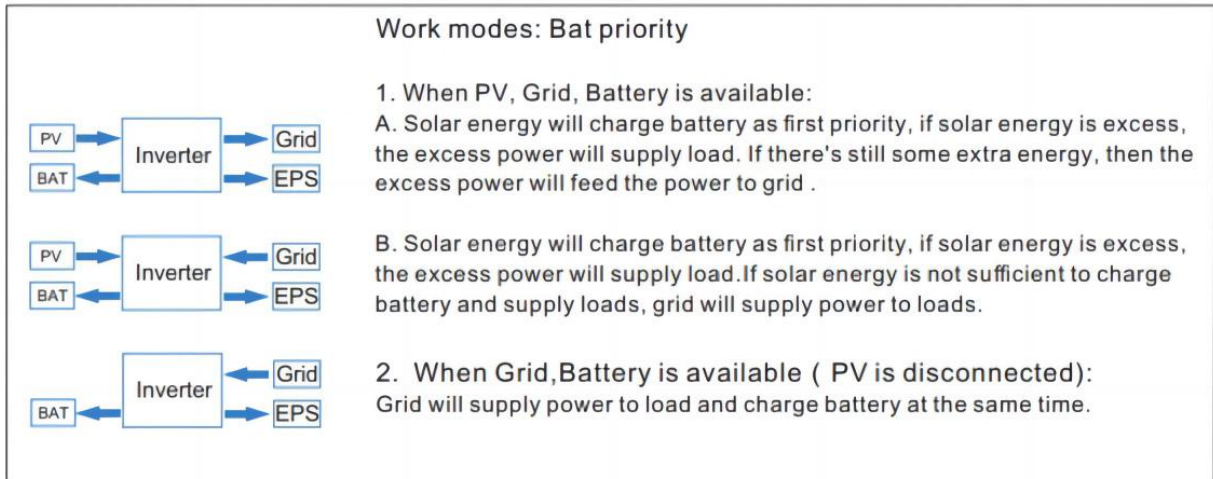 Work modes: Bat priority
1. When PV, Grid, Battery is available:
A. Solar energy will charge battery as first priority, if solar energy is excess,
the excess power will supply load. If there's still some extra energy, then the
excess power will feed the power to grid .
PV
Inverter
Grid
BAT
EPS
B. Solar energy will charge battery as first priority, if solar energy is excess,
the excess power will supply load.If solar energy is not sufficient to charge
battery and supply loads, grid will supply power to loads.
PV
Inverter
Grid
BAT
EPS
2. When Grid,Battery is available ( PV is disconnected):
Grid will supply power to load and charge battery at the same time.
Inverter
Grid
BAT
EPS